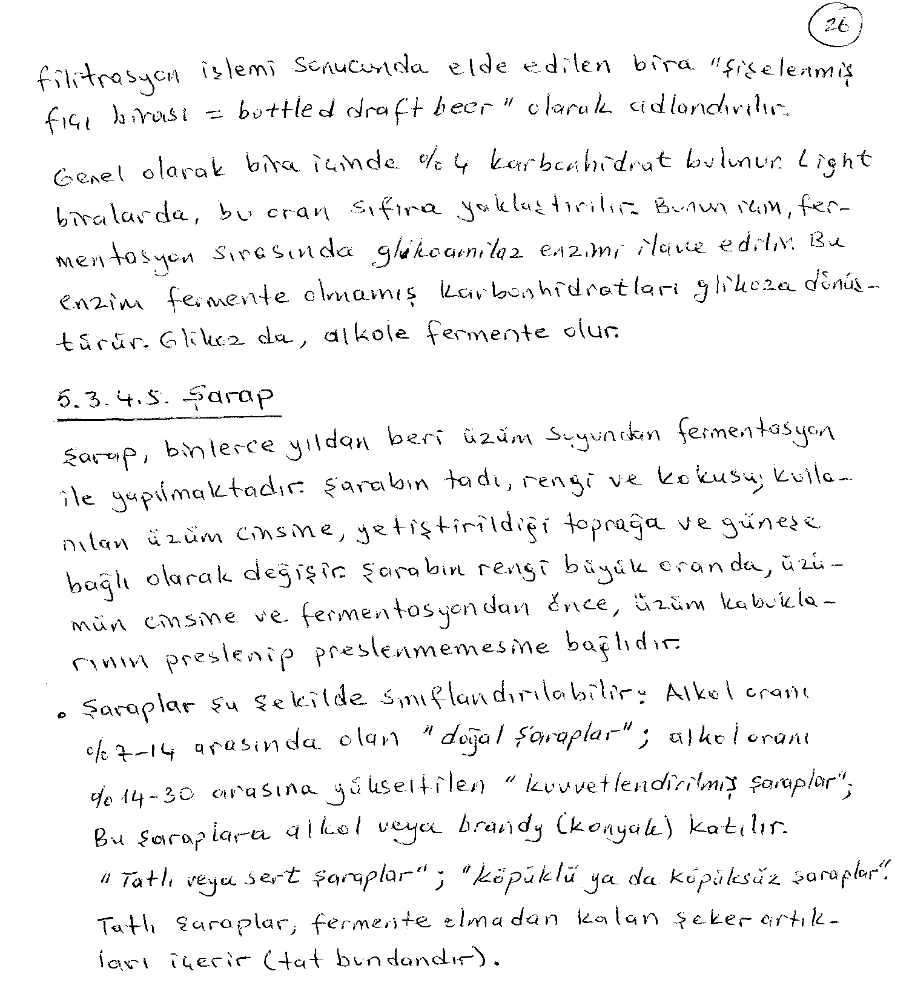 26
filitrasyon işlemi sonucunda elde edilen bira "şişelenmiş
fıçı birası = bottled draft beer" olarak adlandırılır.
Genel olarak bira içinde %4 karbonhidrat bulunur. Light
biralarda, bu oran sıfıra yaklaştırılır. Bunun için, fer-
mentasyon sırasında glikoamilaz enzimi ilave edilir. Bu
enzim fermente olmamış karbonhidratları glikoza dönüş-
türür. Glikoz da, alkole fermente olur.
5.3.4.5. Şarap
Şarap, binlerce yıldan beri üzüm suyundan fermentasyon
ile yapılmaktadır. Şarabın tadı, rengi ve kokusu; kulla-
nılan üzüm cinsine, yetiştirildiği toprağa ve güneşe
bağlı olarak değişir. Şarabın rengi büyük oranda, üzü-
mün cinsine ve fermentasyondan önce, üzüm kabukla-
rının preslenip preslenmemesine bağlıdır.
• Şaraplar şu şekilde sınıflandırılabilir: Alkol oranı
%7-14 arasında olan "doğal şaraplar"; alkol oranı
%14-30 arasına yükseltilen "kuvvetlendirilmiş şaraplar";
Bu şaraplara alkol veya brandy (konyak) katılır.
"Tatlı veya sert şaraplar"; "köpüklü ya da köpüksüz şaraplar".
Tatlı şaraplar, fermente olmadan kalan şeker artık-
ları içerir (tat bundandır).